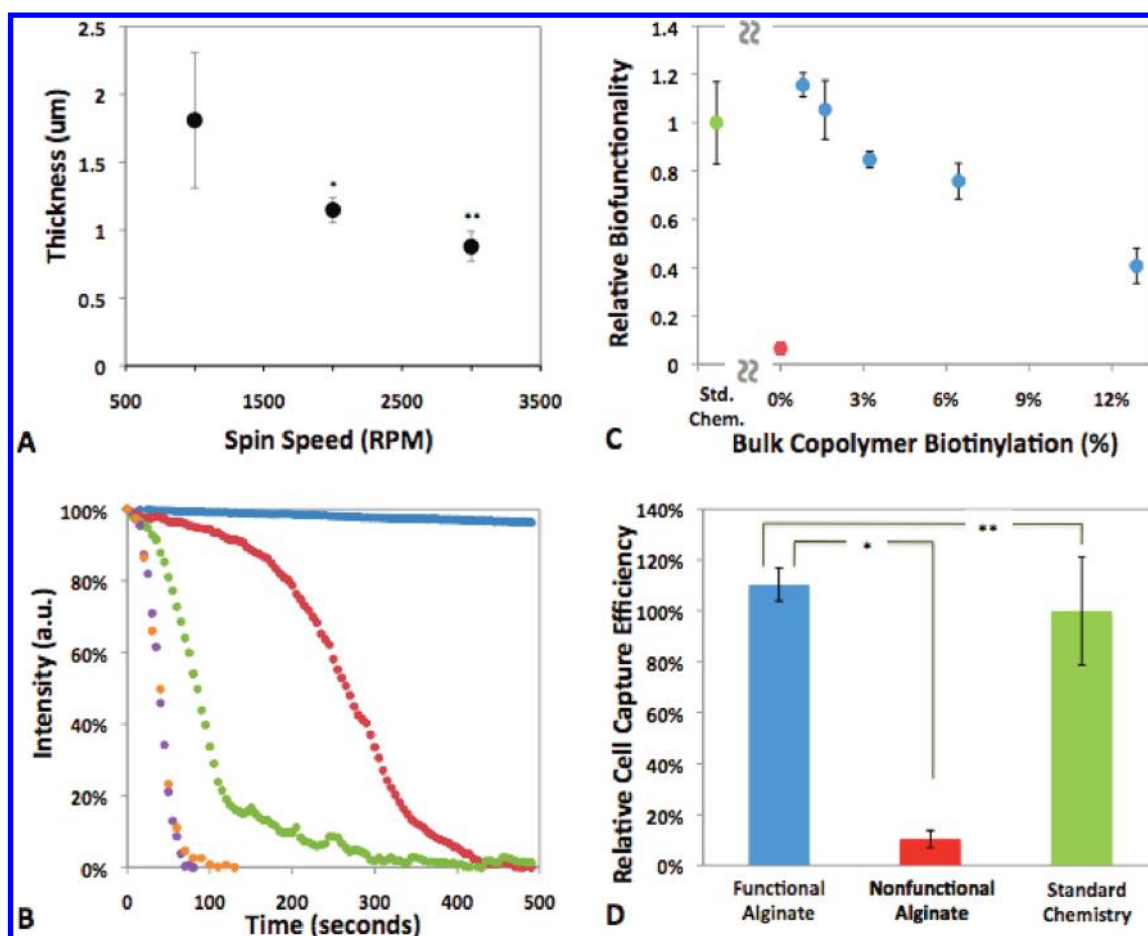 2.5
2
1.5
1
0.5
0
Thickness (um)
*
**
500 1500 2500 3500
Spin Speed (RPM)
A
1.4
1.2
1
0.8
0.6
0.4
0.2
0
Relative Biofunctionality
Std.
Chem.
0% 3% 6% 9% 12%
Bulk Copolymer Biotinylation (%)
C
100%
80%
60%
40%
20%
0%
Intensity (a.u.)
0 100 200 300 400 500
Time (seconds)
B
140%
120%
100%
80%
60%
40%
20%
0%
Relative Cell Capture Efficiency
*
**
Functional
Alginate
Nonfunctional
Alginate
Standard
Chemistry
D